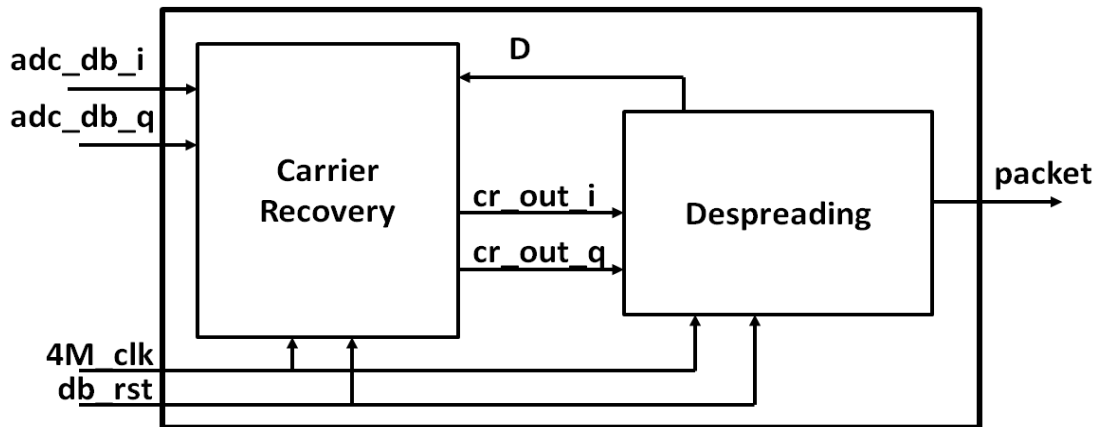 adc_db_i
adc_db_q
D
Carrier
Recovery
cr_out_i
cr_out_q
Despreading
packet
4M_clk
db_rst